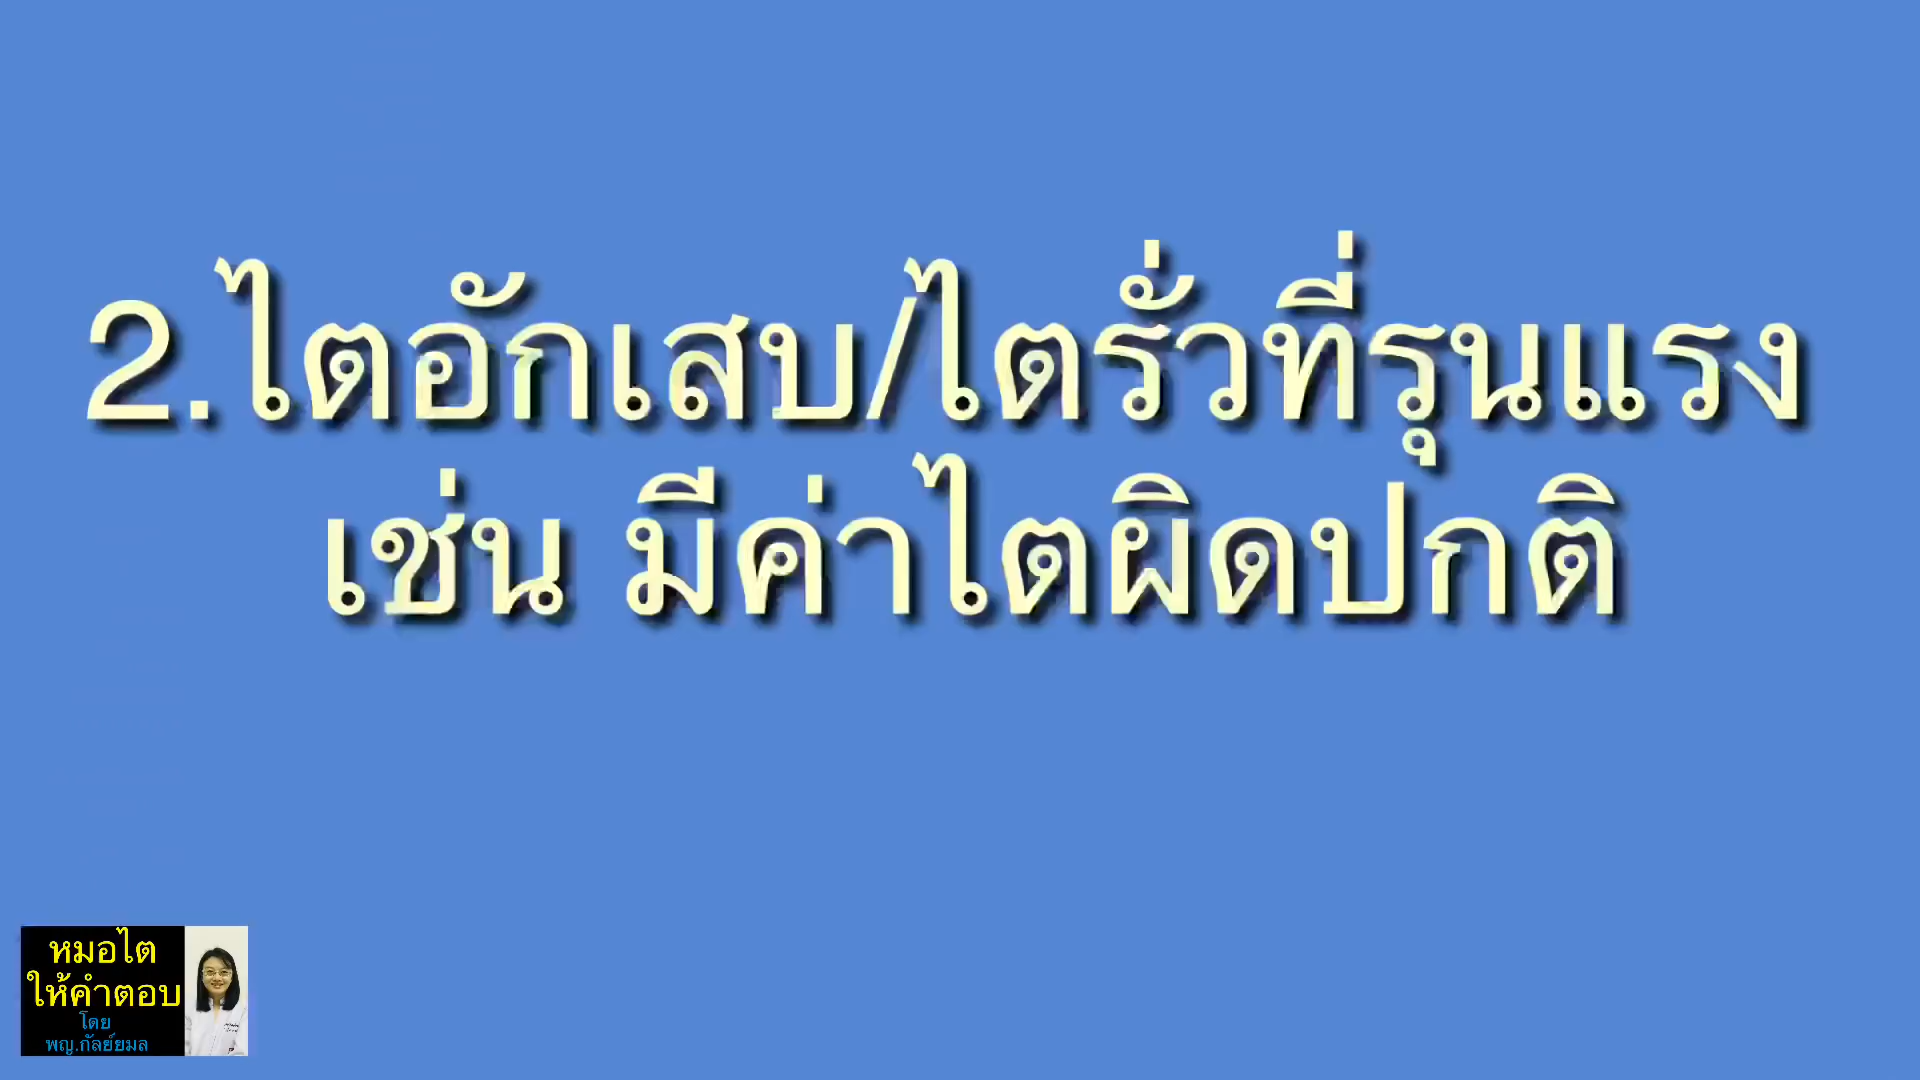 2.ไตอักเสบ/ไตรั่วที่รุนแรง
เช่น มีค่าไตผิดปกติ
หมอไต
ให้คำตอบ
โดย
พญ.กัลย์ยมล